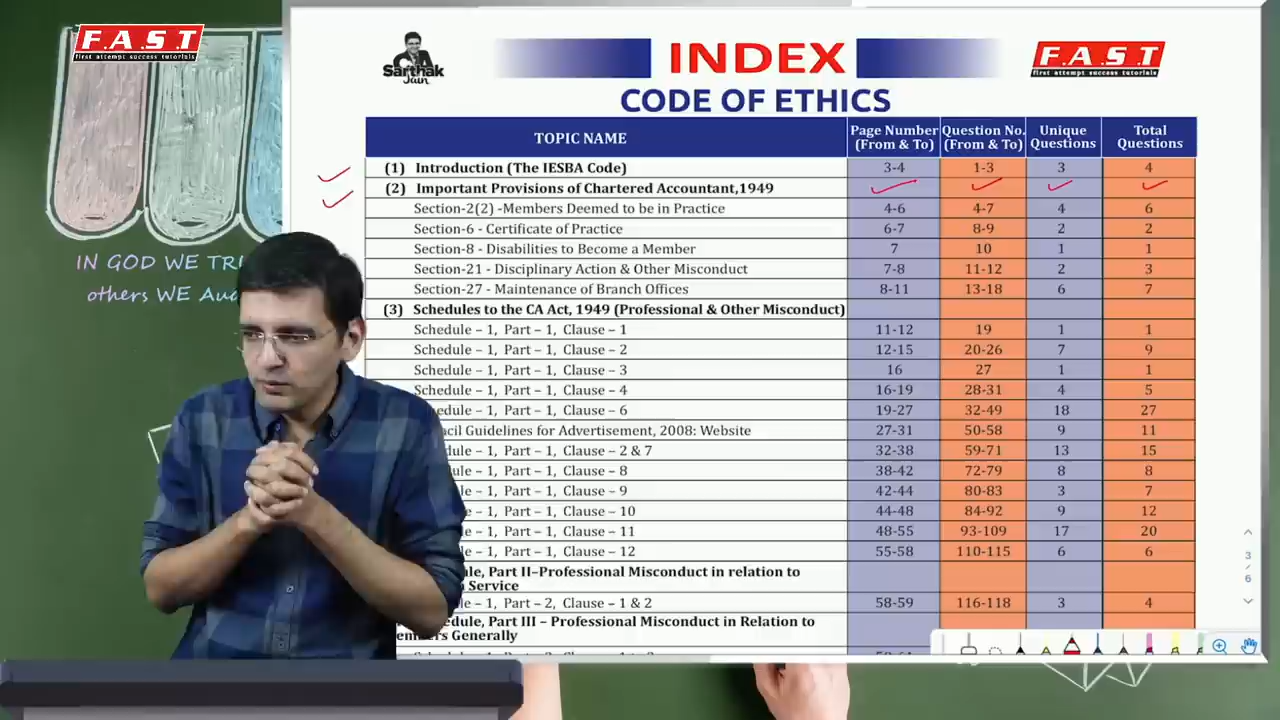 F.A.S.T
first attempt success tutorials
IN GOD WE
others WE
Sarthak
Jain
INDEX
F.A.S.T
first attempt success tutorials
CODE OF ETHICS
TOPIC NAME Page Number (From & To) Question No. (From & To) Unique Questions Total Questions
(1) Introduction (The IESBA Code) 3-4 1-3 3 4
(2) Important Provisions of Chartered Accountant,1949
Section-2(2) -Members Deemed to be in Practice 4-6 4-7 4 6
Section-6 - Certificate of Practice 6-7 8-9 2 2
Section-8 - Disabilities to Become a Member 7 10 1 1
Section-21 - Disciplinary Action & Other Misconduct 7-8 11-12 2 3
Section-27 - Maintenance of Branch Offices 8-11 13-18 6 7
(3) Schedules to the CA Act, 1949 (Professional & Other Misconduct)
Schedule – 1, Part – 1, Clause – 1 11-12 19 1 1
Schedule – 1, Part – 1, Clause – 2 12-15 20-26 7 9
Schedule – 1, Part – 1, Clause – 3 16 27 1 1
Schedule – 1, Part – 1, Clause – 4 16-19 28-31 4 5
– 1, Part – 1, Clause – 6 19-27 32-49 18 27
Guidelines for Advertisement, 2008: Website 27-31 50-58 9 11
– 1, Part – 1, Clause – 2 & 7 32-38 59-71 13 15
– 1, Part – 1, Clause – 8 38-42 72-79 8 8
– 1, Part – 1, Clause – 9 42-44 80-83 3 7
– 1, Part – 1, Clause – 10 44-48 84-92 9 12
– 1, Part – 1, Clause – 11 48-55 93-109 17 20
– 1, Part – 1, Clause – 12 55-58 110-115 6 6
Part II–Professional Misconduct in relation to
Service
– 1, Part – 2, Clause – 1 & 2 58-59 116-118 3 4
Part III – Professional Misconduct in Relation to
Generally
3
/
6